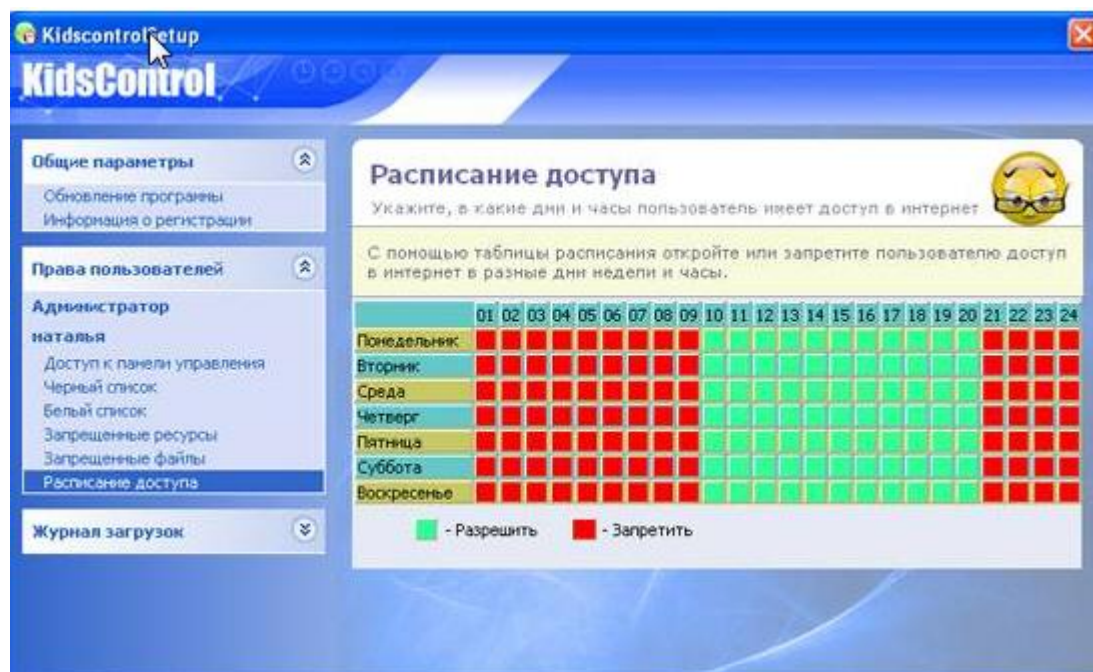 KidscontrolSetup
KidsControl
Общие параметры
Обновление программы
Информация о регистрации
Права пользователей
Администратор
наталья
Доступ к панели управления
Черный список
Белый список
Запрещенные ресурсы
Запрещенные файлы
Расписание доступа
Журнал загрузок
Расписание доступа
Укажите, в какие дни и часы пользователь имеет доступ в интернет
С помощью таблицы расписания откройте или запретите пользователю доступ
в интернет в разные дни недели и часы.
01 02 03 04 05 06 07 08 09 10 11 12 13 14 15 16 17 18 19 20 21 22 23 24
Понедельник
Вторник
Среда
Четверг
Пятница
Суббота
Воскресенье
- Разрешить - Запретить